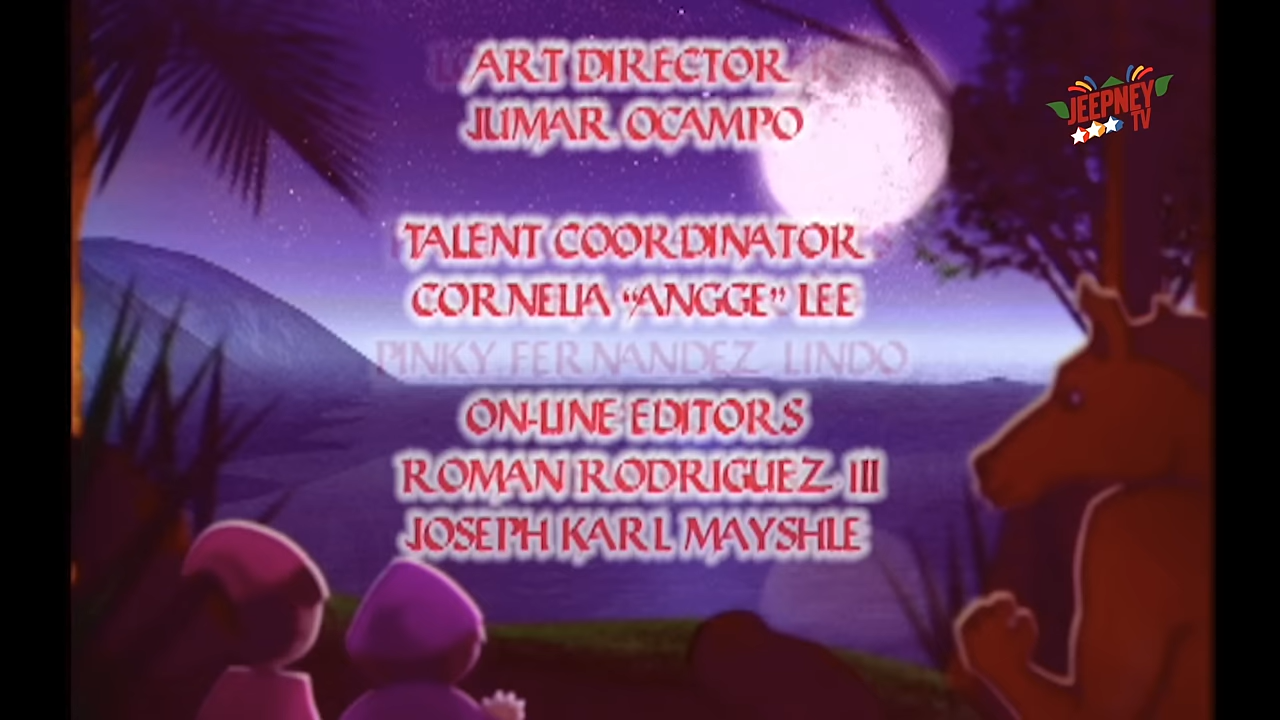 ART DIRECTOR
JUMAR OCAMPO
TALENT COORDINATOR
CORNELIA “ANGGE” LEE
PINKY FERNANDEZ LINDO
ON-LINE EDITORS
ROMAN RODRIGUEZ III
JOSEPH KARL MAYSHLE
JEEPNEY
TV